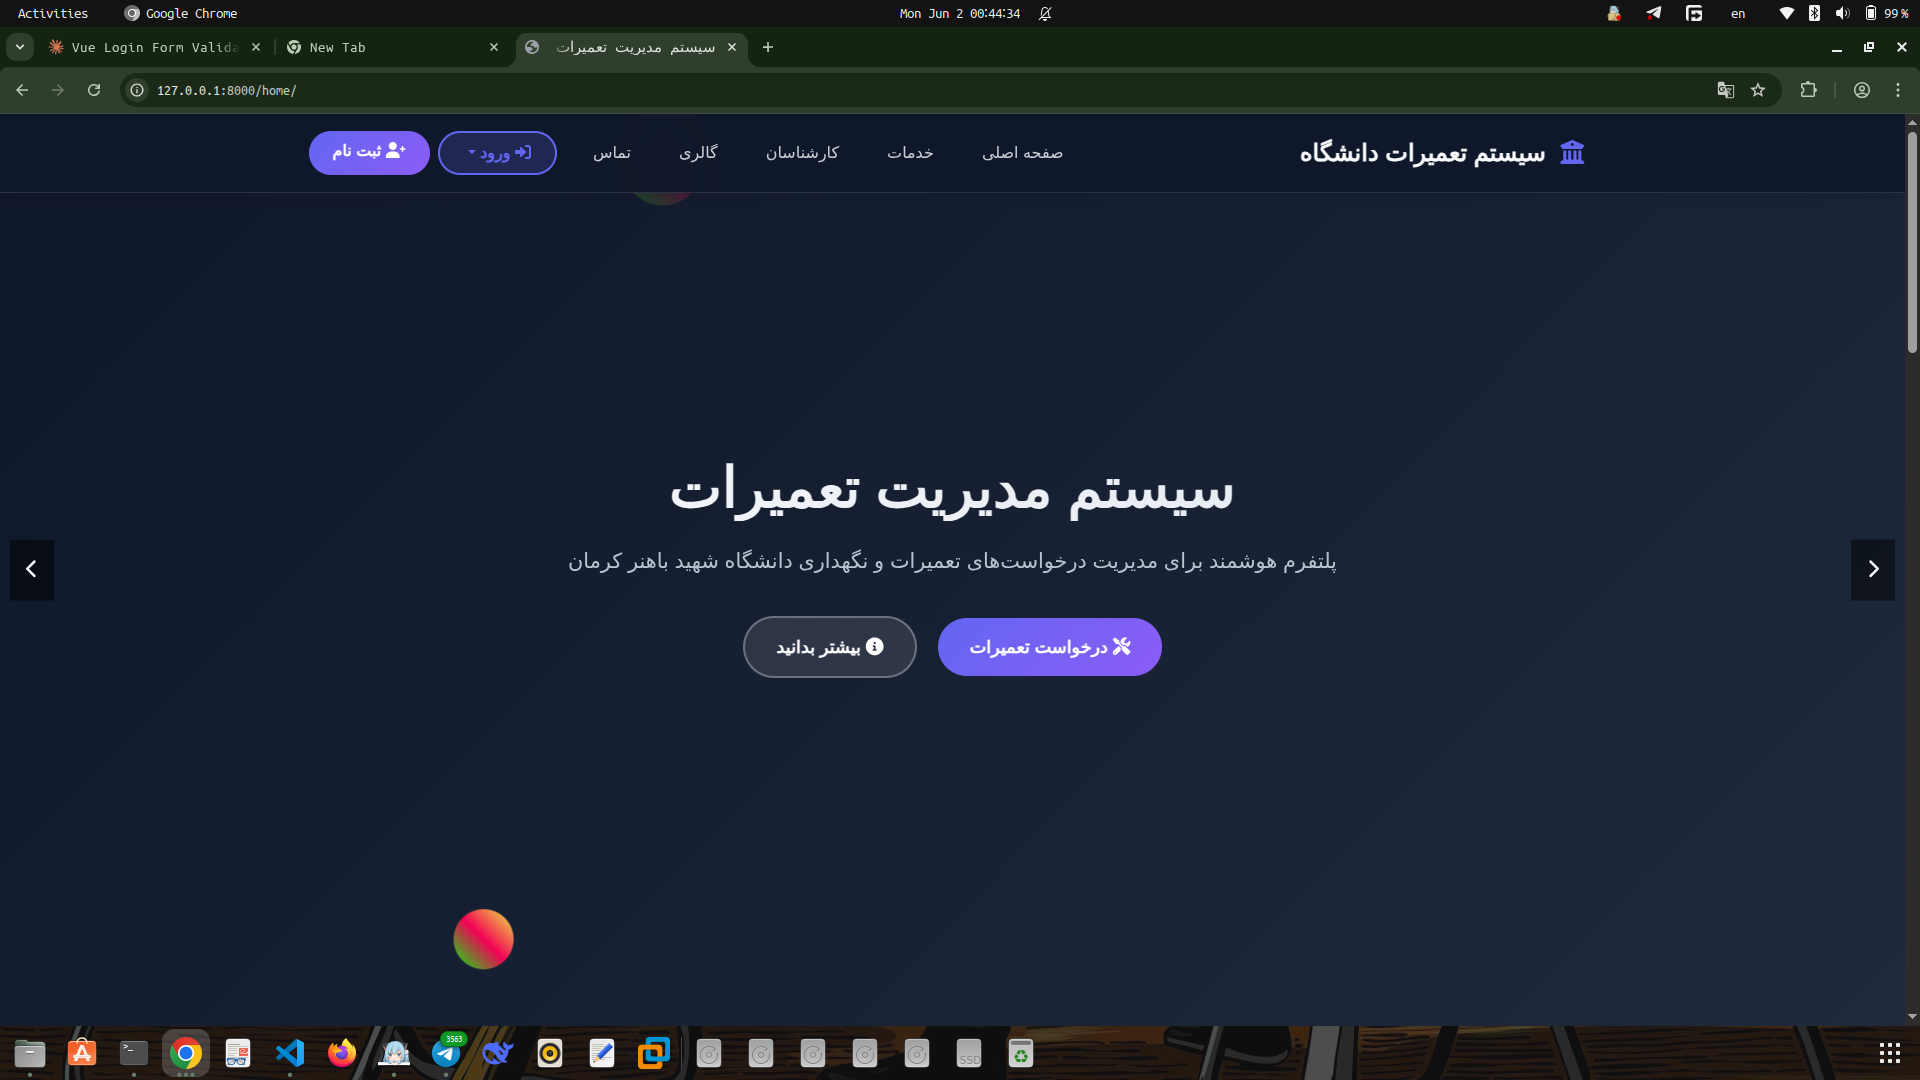 Activities
Google Chrome
Mon Jun 2 00:44:34
en
99%
Vue Login Form Valida
New Tab
سیستم مدیریت تعمیرات
127.0.0.1:8000/home/
سیستم تعمیرات دانشگاه
صفحه اصلی
خدمات
کارشناسان
گالری
تماس
ورود
ثبت نام
سیستم مدیریت تعمیرات
پلتفرم هوشمند برای مدیریت درخواست‌های تعمیرات و نگهداری دانشگاه شهید باهنر کرمان
درخواست تعمیرات
بیشتر بدانید
3563
SSD